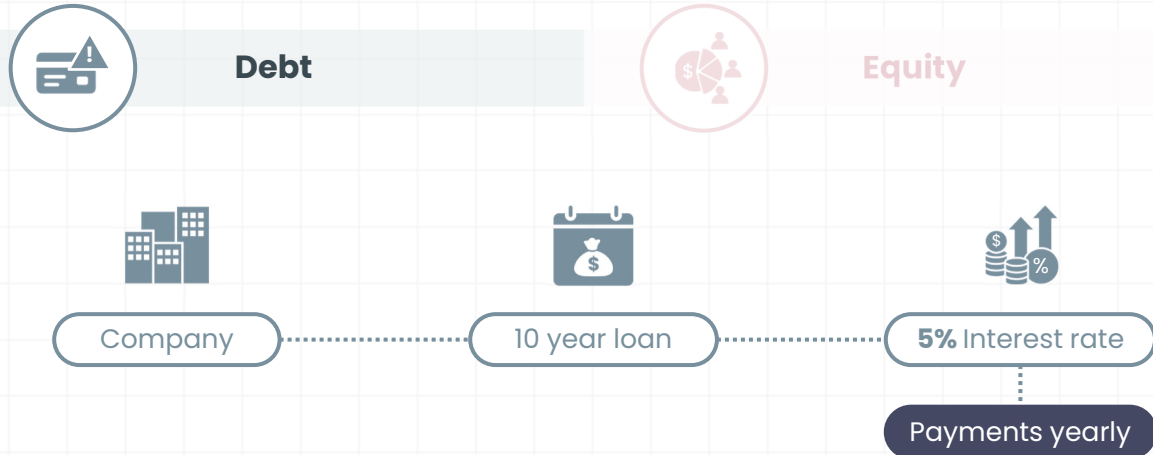 Debt
Equity
Company
10 year loan
5% Interest rate
Payments yearly